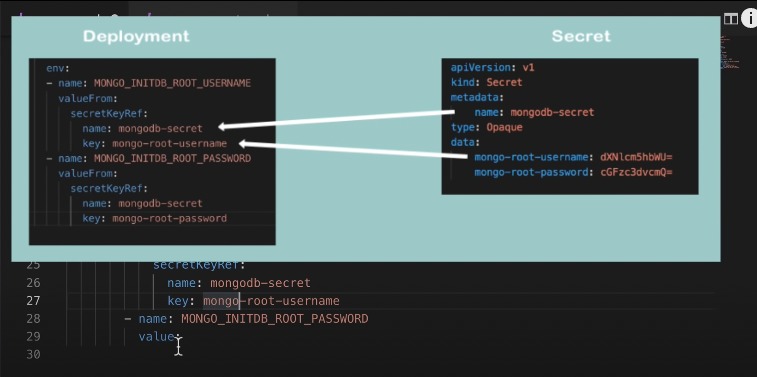 Deployment
env:
- name: MONGO_INITDB_ROOT_USERNAME
valueFrom:
secretKeyRef:
name: mongodb-secret
key: mongo-root-username
- name: MONGO_INITDB_ROOT_PASSWORD
valueFrom:
secretKeyRef:
name: mongodb-secret
key: mongo-root-password
Secret
apiVersion: v1
kind: Secret
metadata:
name: mongodb-secret
type: Opaque
data:
mongo-root-username: dXNlcm5hbWU=
mongo-root-password: cGFzc3dvcmQ=
25 secretKeyRef:
26 name: mongodb-secret
27 key: mongo-root-username
28 - name: MONGO_INITDB_ROOT_PASSWORD
29 value:
30